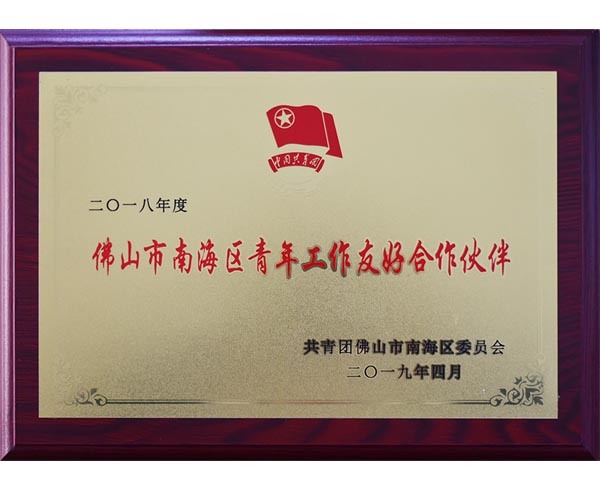 中国共青团
二〇一八年度
佛山市南海区青年工作友好合作伙伴
共青团佛山市南海区委员会
二〇一九年四月